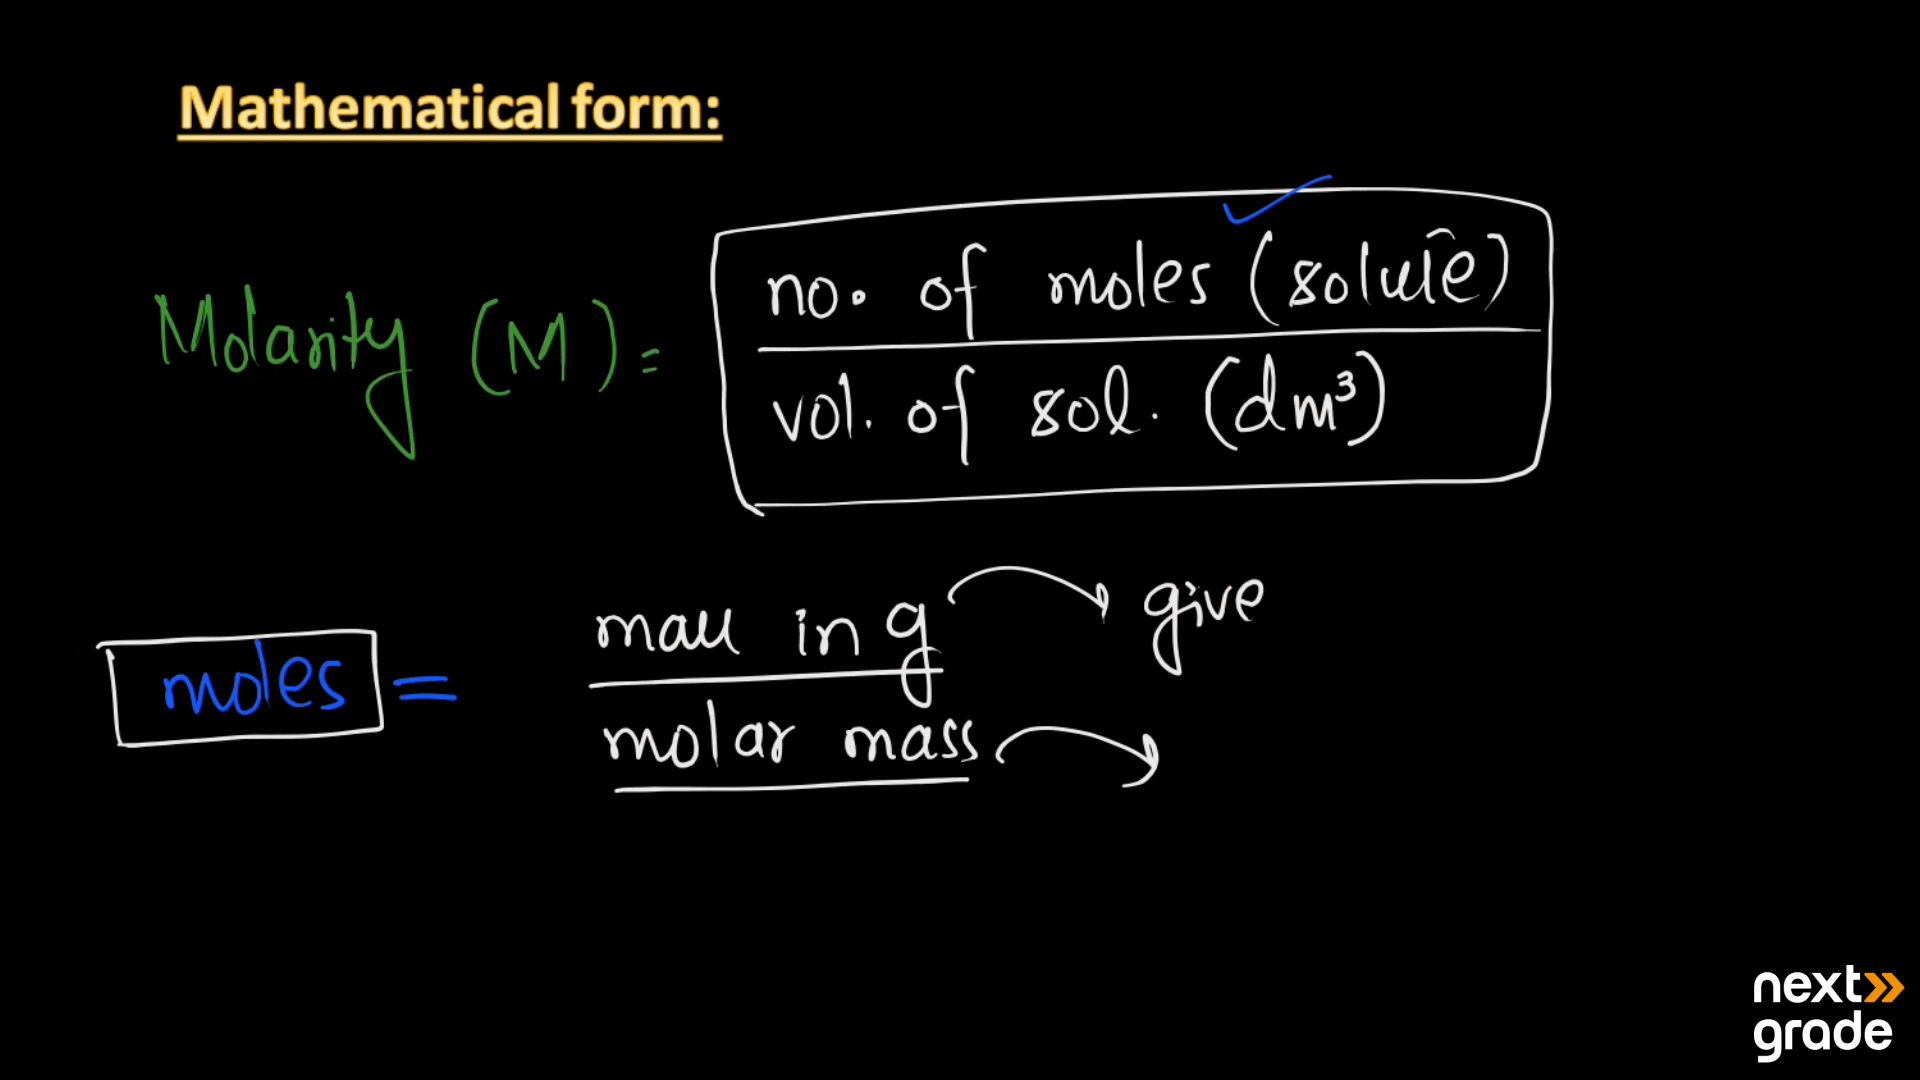 Mathematical form:
Molarity (M) =
no. of moles (solute)
vol. of sol. (dm³)
moles =
mass in g
give
molar mass
next
grade